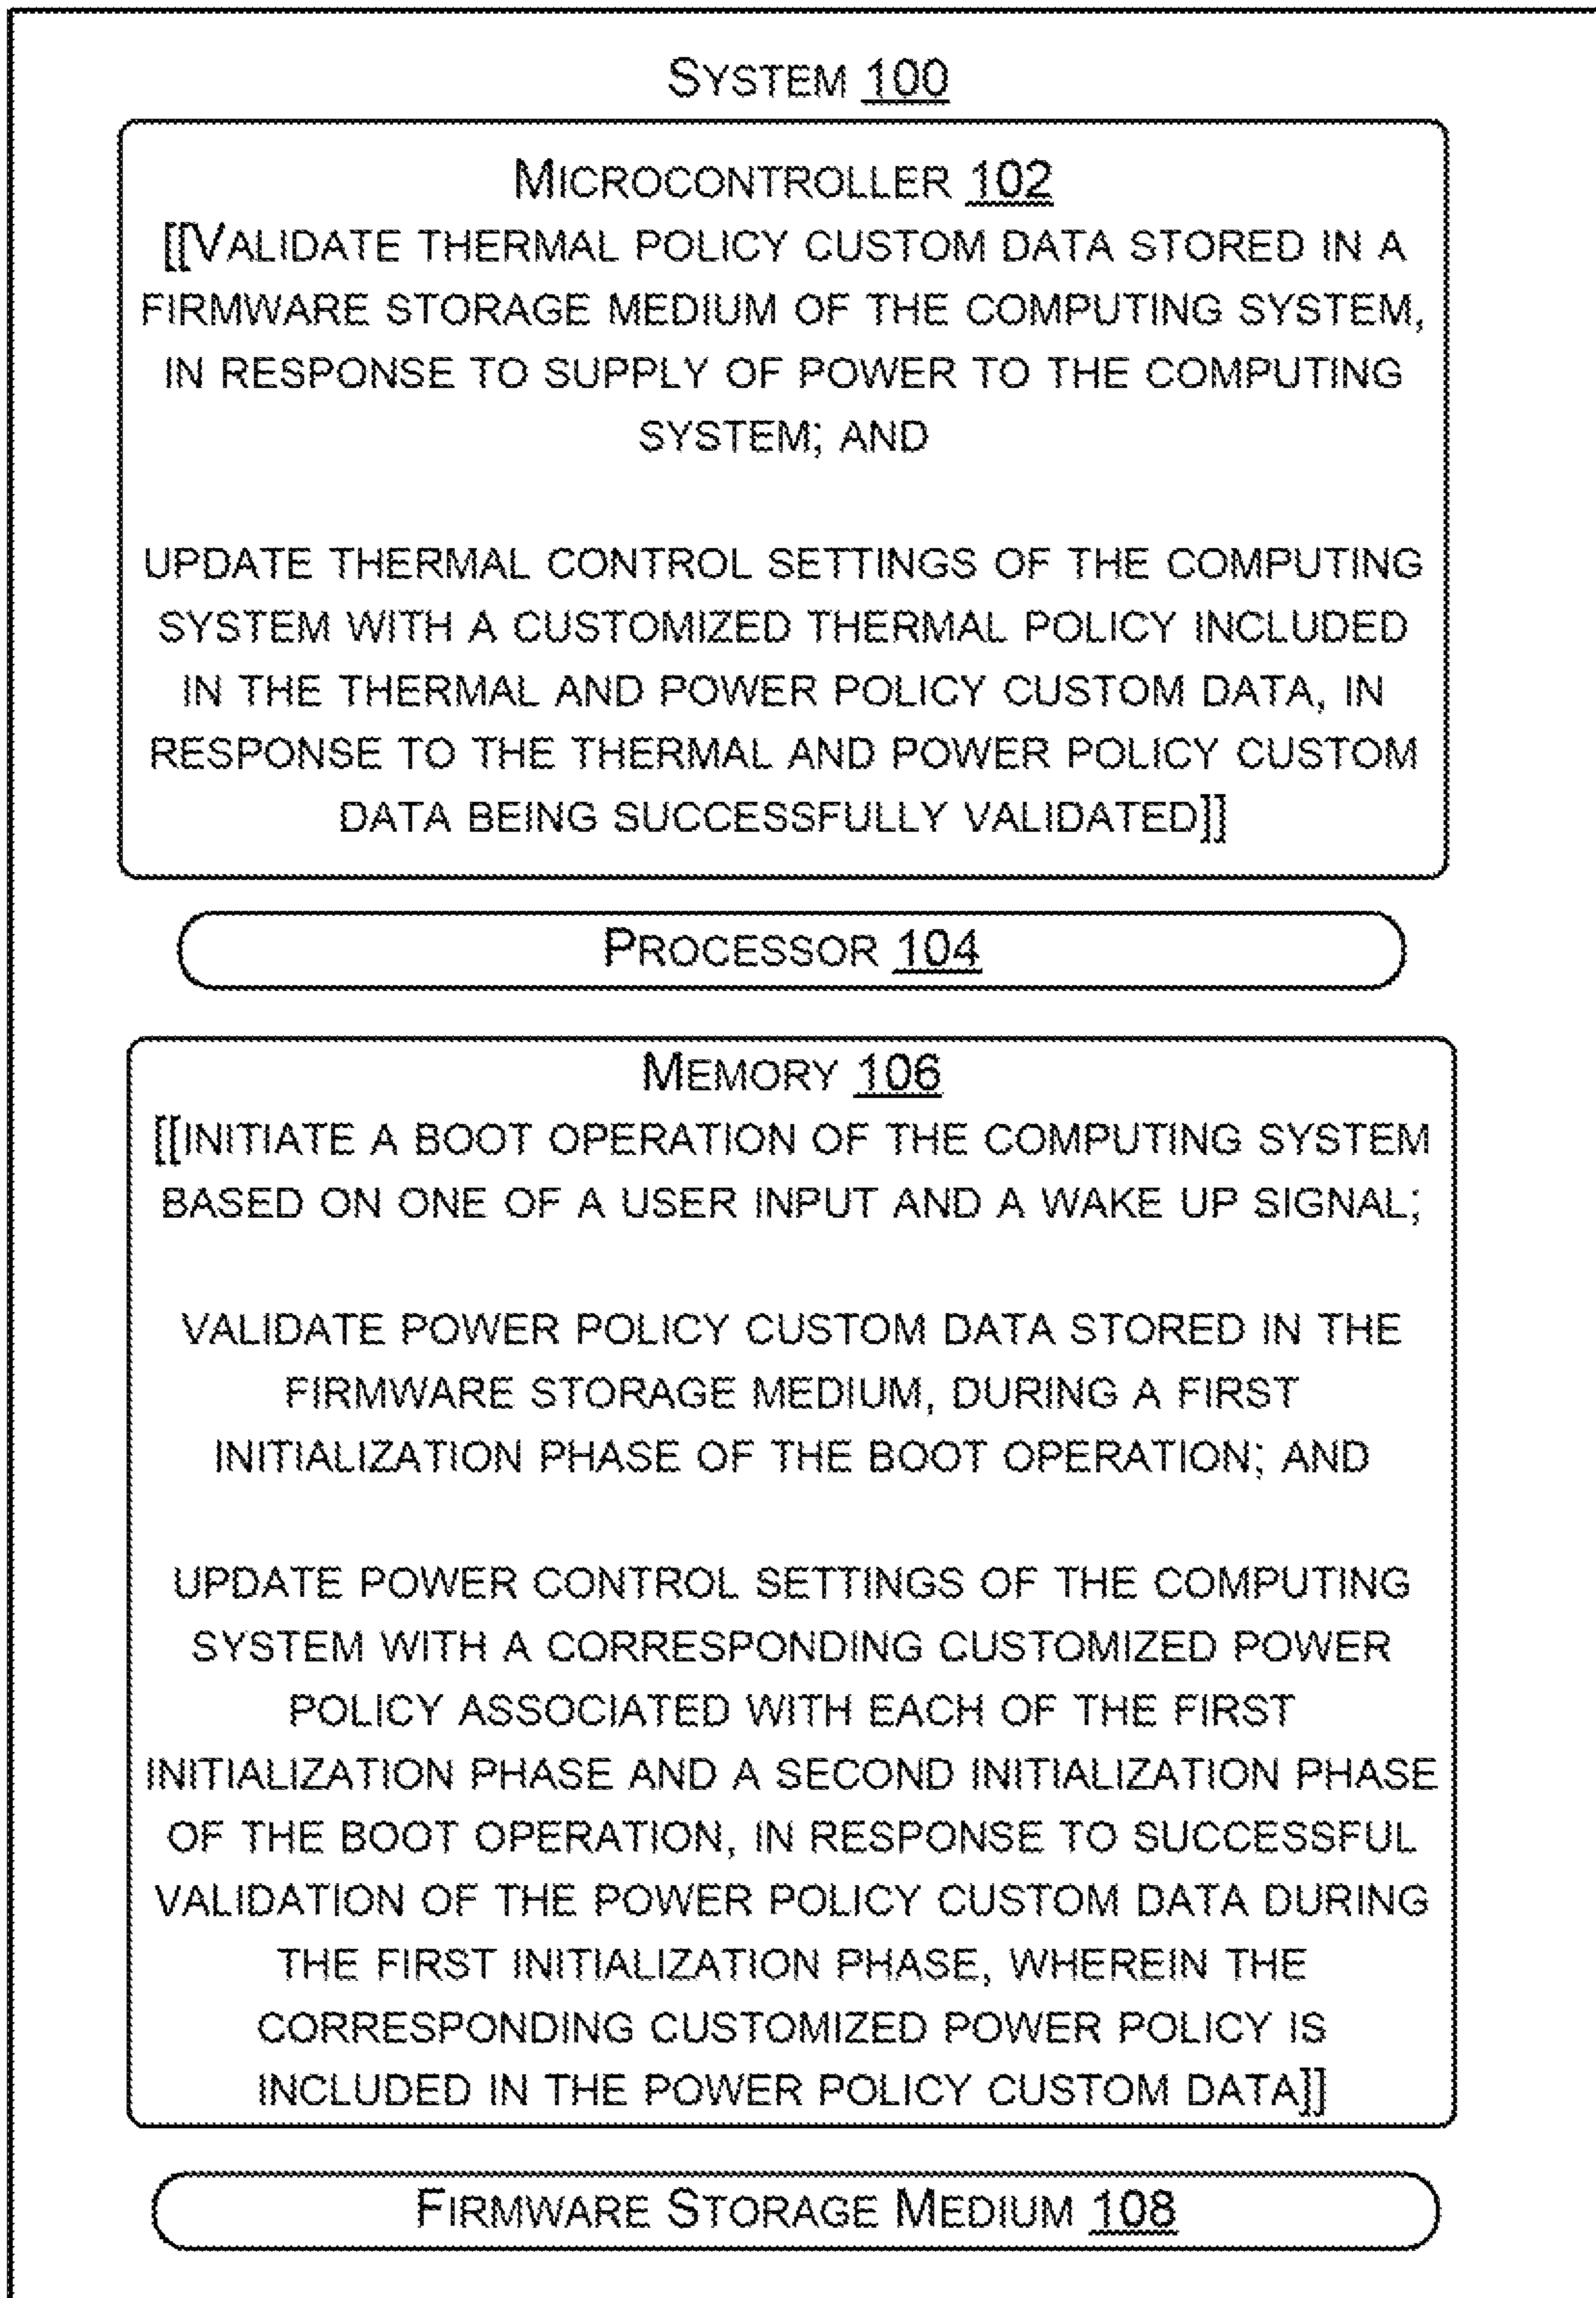 SYSTEM 100
MICROCONTROLLER 102
[[VALIDATE THERMAL POLICY CUSTOM DATA STORED IN A
FIRMWARE STORAGE MEDIUM OF THE COMPUTING SYSTEM,
IN RESPONSE TO SUPPLY OF POWER TO THE COMPUTING
SYSTEM; AND
UPDATE THERMAL CONTROL SETTINGS OF THE COMPUTING
SYSTEM WITH A CUSTOMIZED THERMAL POLICY INCLUDED
IN THE THERMAL AND POWER POLICY CUSTOM DATA, IN
RESPONSE TO THE THERMAL AND POWER POLICY CUSTOM
DATA BEING SUCCESSFULLY VALIDATED]]
PROCESSOR 104
MEMORY 106
[[INITIATE A BOOT OPERATION OF THE COMPUTING SYSTEM
BASED ON ONE OF A USER INPUT AND A WAKE UP SIGNAL;
VALIDATE POWER POLICY CUSTOM DATA STORED IN THE
FIRMWARE STORAGE MEDIUM, DURING A FIRST
INITIALIZATION PHASE OF THE BOOT OPERATION; AND
UPDATE POWER CONTROL SETTINGS OF THE COMPUTING
SYSTEM WITH A CORRESPONDING CUSTOMIZED POWER
POLICY ASSOCIATED WITH EACH OF THE FIRST
INITIALIZATION PHASE AND A SECOND INITIALIZATION PHASE
OF THE BOOT OPERATION, IN RESPONSE TO SUCCESSFUL
VALIDATION OF THE POWER POLICY CUSTOM DATA DURING
THE FIRST INITIALIZATION PHASE, WHEREIN THE
CORRESPONDING CUSTOMIZED POWER POLICY IS
INCLUDED IN THE POWER POLICY CUSTOM DATA]]
FIRMWARE STORAGE MEDIUM 108